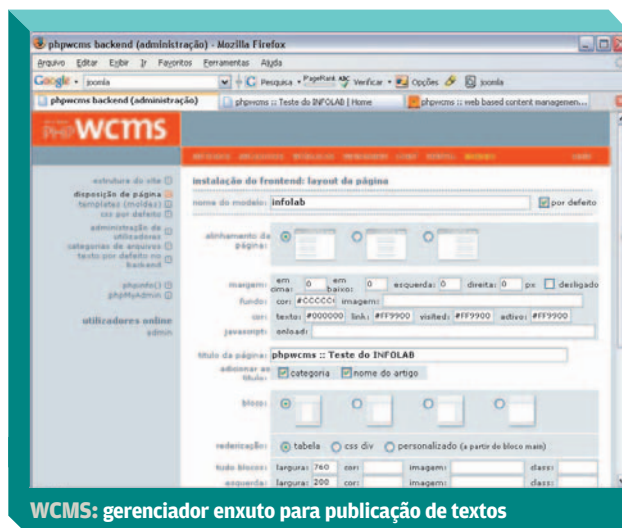 phpwcms backend (administração) - Mozilla Firefox
Arquivo Editar Exibir Ir Favoritos Ferramentas Ajuda
Google joomla Pesquisa PageRank ABC Verificar Opções joomla
phpwcms backend (administração) phpwcms :: Teste do INFOLAB | Home phpwcms :: web based content managemen...
PHPWCMS
estrutura do site
disposição de página
templates (moldes)
css por defeito
administração de utilizadores
categorias de arquivos
texto por defeito no backend
phpinfo()
phpMyAdmin
utilizadores online
admin
instalação do frontend: layout da página
nome do modelo: infolab por defeito
alinhamento da página:
margem: em cima: 0 em baixo: 0 esquerda: 0 direita: 0 px desligado
fundo: cor: #CCCCC imagem:
cor: texto: #000000 link: #FF9900 visited: #FF9900 activo: #FF9900
javascript: onload:
título da página: phpwcms :: Teste do INFOLAB
adicionar ao título: categoria nome do artigo
bloco:
rederização: tabela css div personalizado (a partir do bloco main)
tudo blocos: largura: 760 cor: imagem: class:
esquerda: largura: 200 cor: imagem: class:
WCMS: gerenciador enxuto para publicação de textos